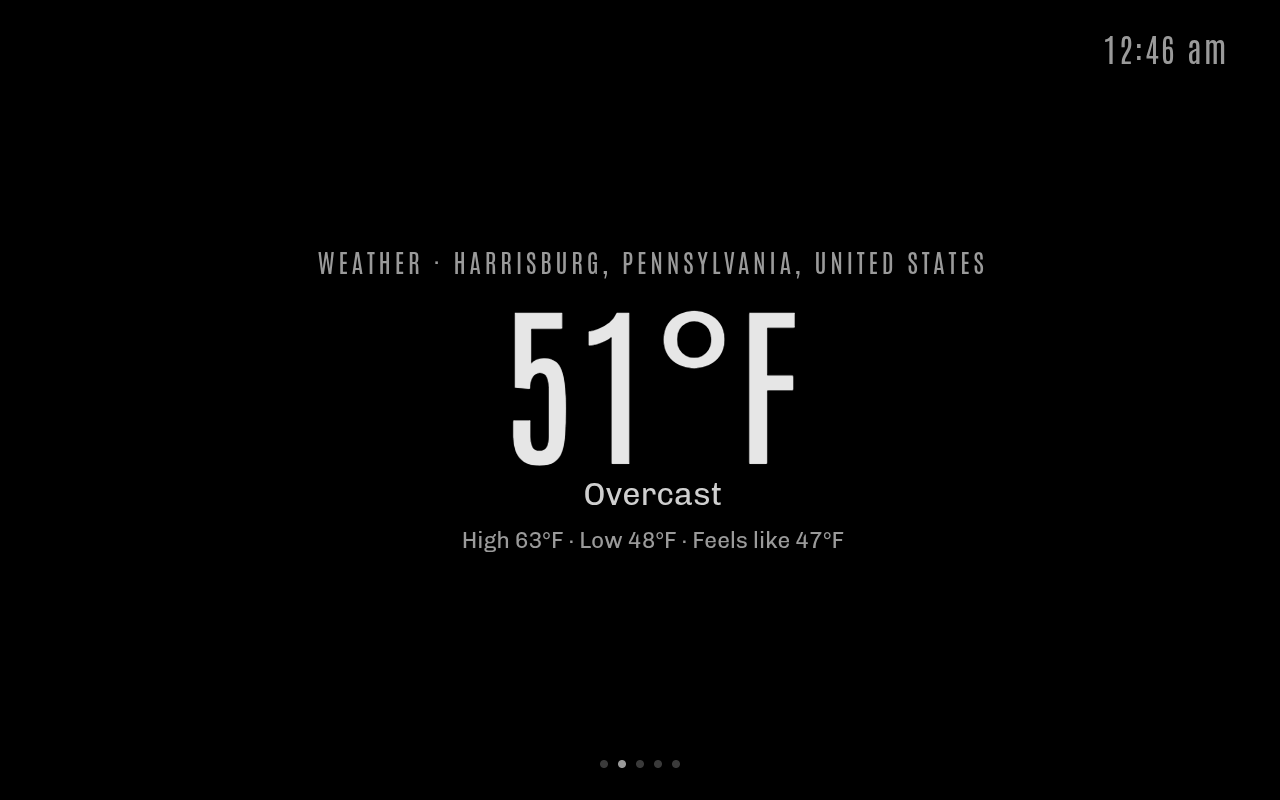 12:46 am
WEATHER · HARRISBURG, PENNSYLVANIA, UNITED STATES
51°F
Overcast
High 63°F · Low 48°F · Feels like 47°F